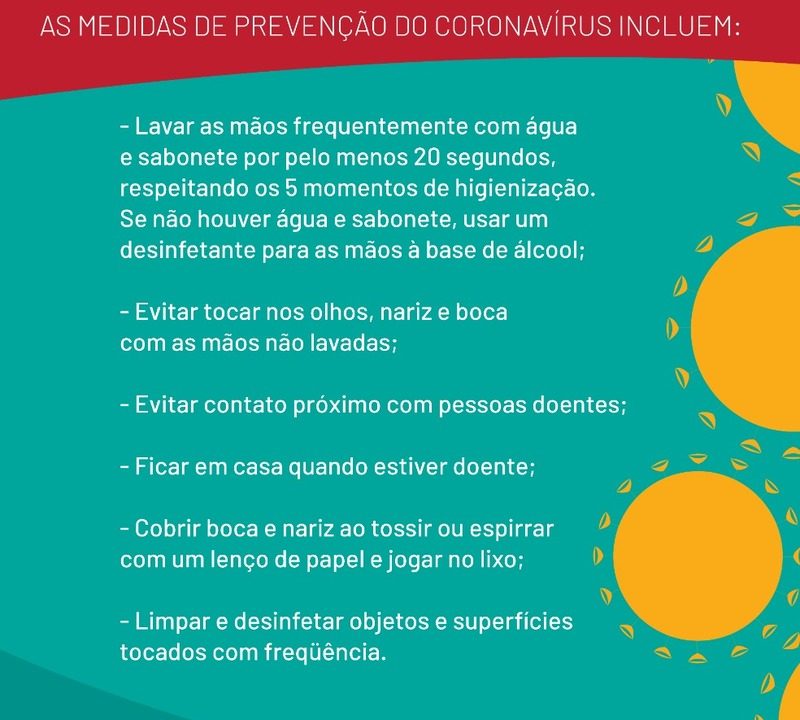 AS MEDIDAS DE PREVENÇÃO DO CORONAVÍRUS INCLUEM:
- Lavar as mãos frequentemente com água
e sabonete por pelo menos 20 segundos,
respeitando os 5 momentos de higienização.
Se não houver água e sabonete, usar um
desinfetante para as mãos à base de álcool;
- Evitar tocar nos olhos, nariz e boca
com as mãos não lavadas;
- Evitar contato próximo com pessoas doentes;
- Ficar em casa quando estiver doente;
- Cobrir boca e nariz ao tossir ou espirrar
com um lenço de papel e jogar no lixo;
- Limpar e desinfetar objetos e superfícies
tocados com freqüência.